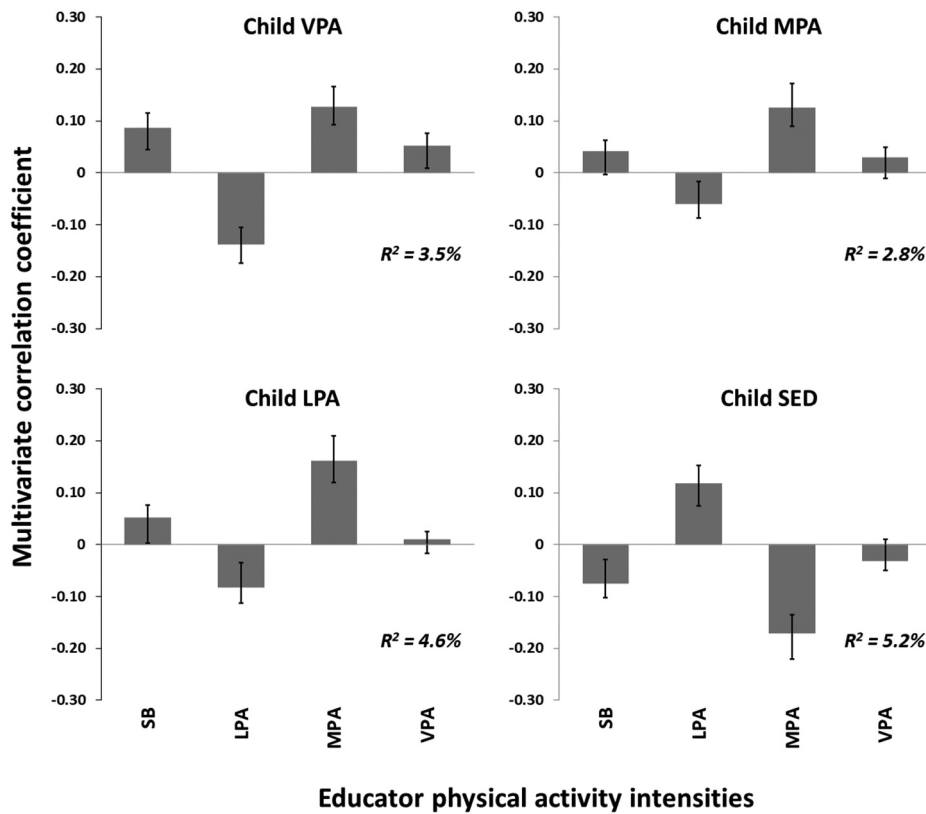 Multivariate correlation coefficient
Child VPA
0.30
0.20
0.10
0
-0.10
-0.20
-0.30
R² = 3.5%
Child MPA
0.30
0.20
0.10
0
-0.10
-0.20
-0.30
R² = 2.8%
Child LPA
0.30
0.20
0.10
0
-0.10
-0.20
-0.30
R² = 4.6%
SB
LPA
MPA
VPA
Child SED
0.30
0.20
0.10
0
-0.10
-0.20
-0.30
R² = 5.2%
SB
LPA
MPA
VPA
Educator physical activity intensities